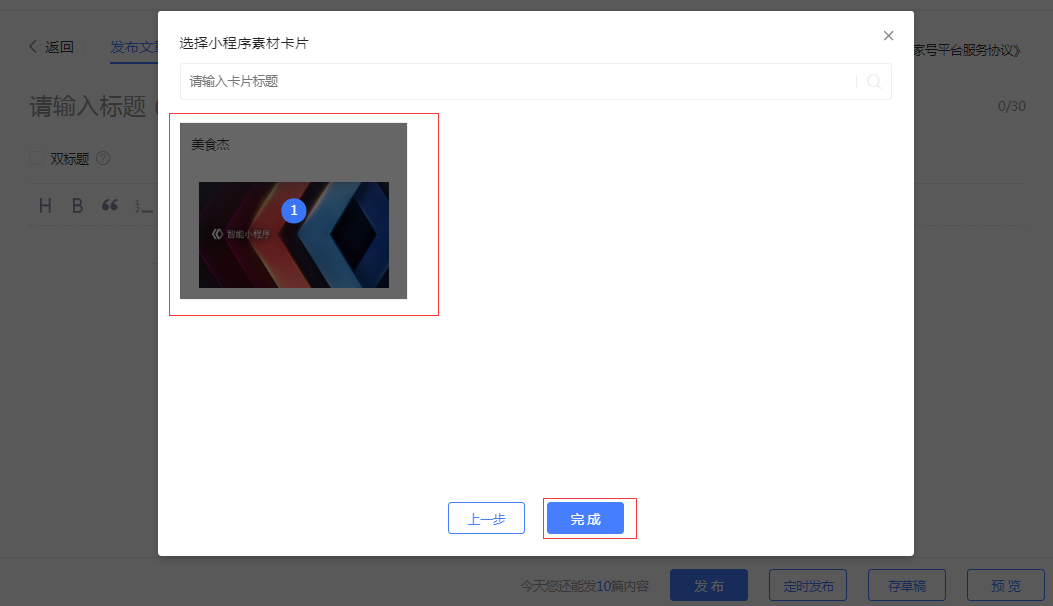 选择小程序素材卡片
返回
发布文章
家号平台服务协议》
请输入卡片标题
请输入标题（
0/30
美食杰
双标题
?
1
智能小程序
H B
上一步
完成
今天您还能发10篇内容
发布
定时发布
存草稿
预览